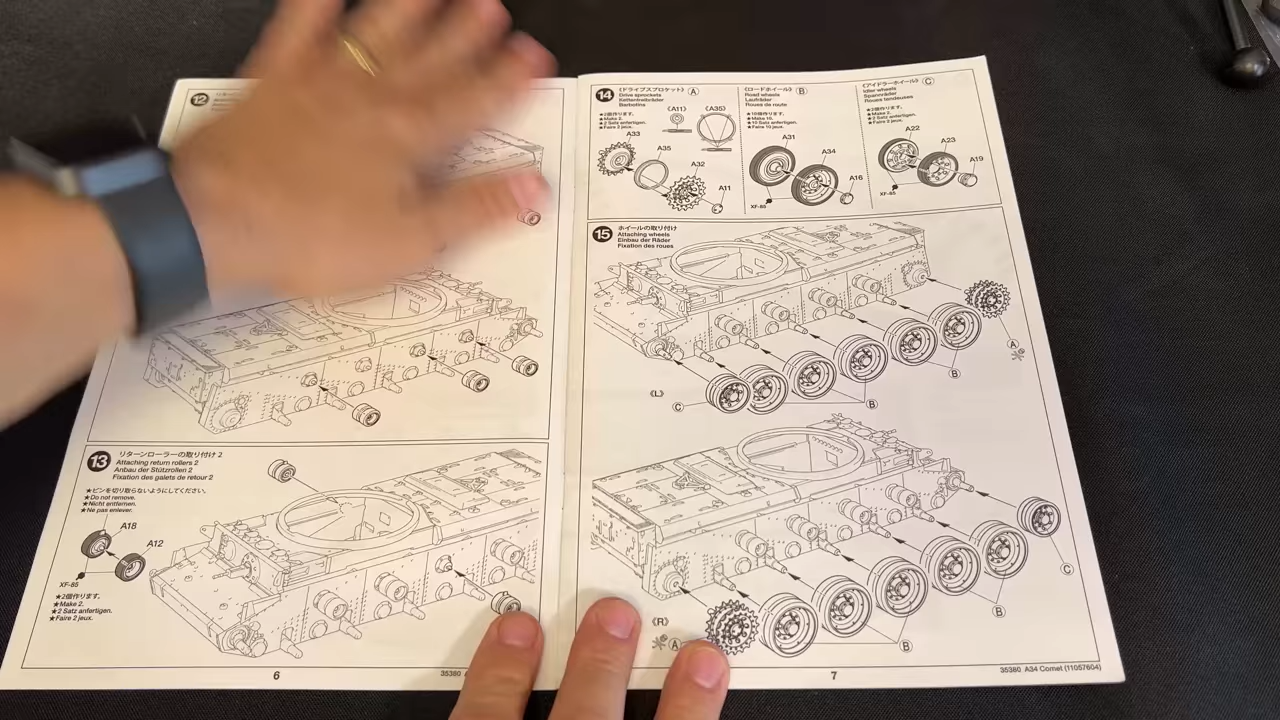 12
13
リターンローラーの取り付け 2
Attaching return rollers 2
Anbau der Stützrollen 2
Fixation des galets de retour 2
★ピンを切り取らないようにしてください。
★Do not remove.
★Nicht entfernen.
★Ne pas enlever.
A18
A12
XF-85
★2個作ります。
★Make 2.
★2 Satz anfertigen.
★Faire 2 jeux.
6
35380
14
《ドライブスプロケット》 A
Drive sprockets
Kettentreibräder
Barbotins
★2個作ります。
★Make 2.
★2 Satz anfertigen.
★Faire 2 jeux.
《A11》
《A35》
A33
A35
A32
A11
《ロードホイール》 B
Road wheels
Laufräder
Roues de route
★10個作ります。
★Make 10.
★10 Satz anfertigen.
★Faire 10 jeux.
A31
A34
A16
XF-85
《アイドラーホイール》 C
Idler wheels
Spannräder
Roues tendeuses
★2個作ります。
★Make 2.
★2 Satz anfertigen.
★Faire 2 jeux.
A22
A23
A19
XF-85
15
ホイールの取り付け
Attaching wheels
Einbau der Räder
Fixation des roues
A
B
《L》
C
B
C
B
《R》
A
B
7
35380 A34 Comet (11057604)